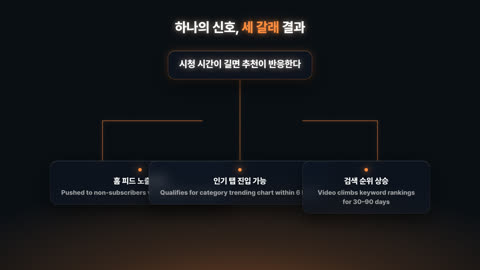 하나의 신호, 세 갈래 결과
시청 시간이 길면 추천이 반응한다
홈 피드 노출
Pushed to non-subscribers
인기 탭 진입 가능
Qualifies for category trending chart within 6
검색 순위 상승
Video climbs keyword rankings
for 30-90 days